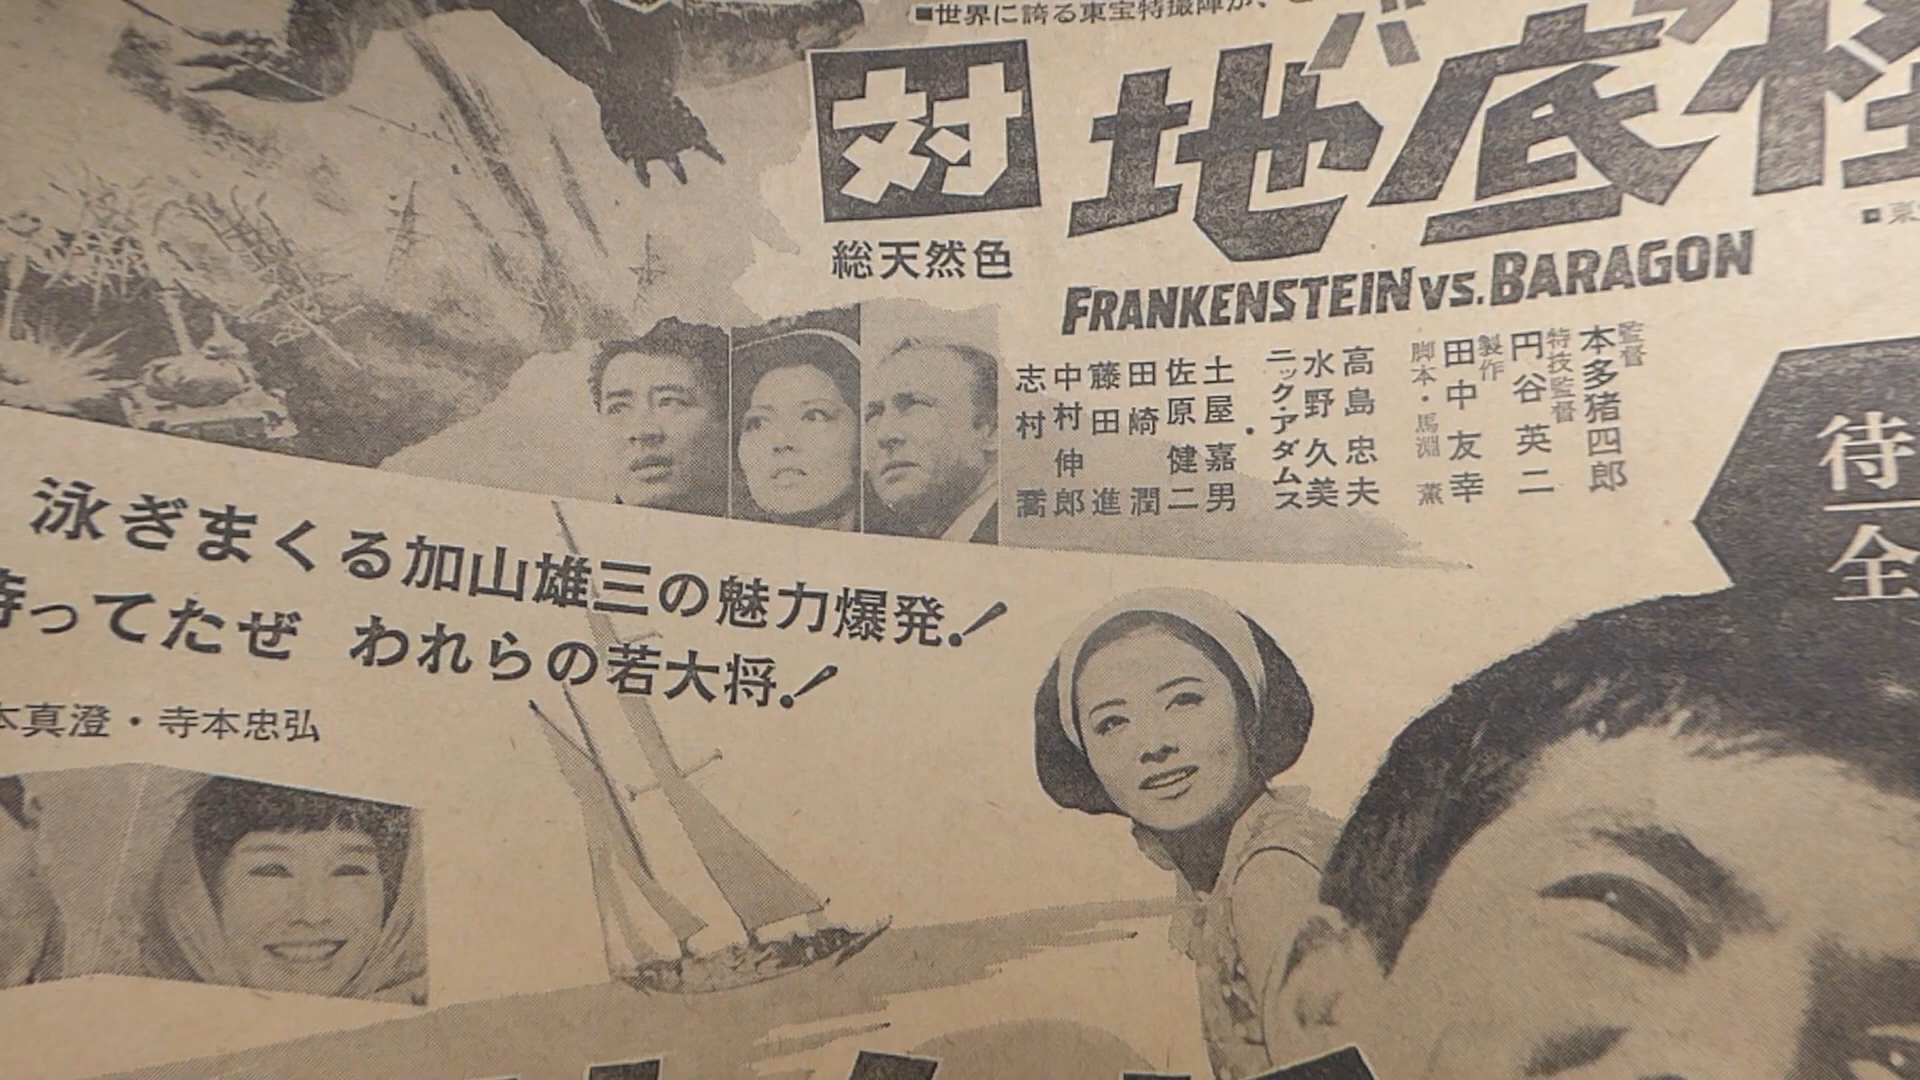 ■世界に誇る東宝特撮陣が、
対 地底怪
バ
総天然色
FRANKENSTEIN VS. BARAGON
監督 本多猪四郎
特技監督 円谷英二
製作 田中友幸
脚本・馬淵 薫
高島忠夫
水野久美
ニック・アダムス
・
土屋嘉男
佐原健二
田崎 潤
藤田 進
中村伸郎
志村 喬
■東
待
全
泳ぎまくる加山雄三の魅力爆発!
待ってたぜ われらの若大将!
本真澄・寺本忠弘